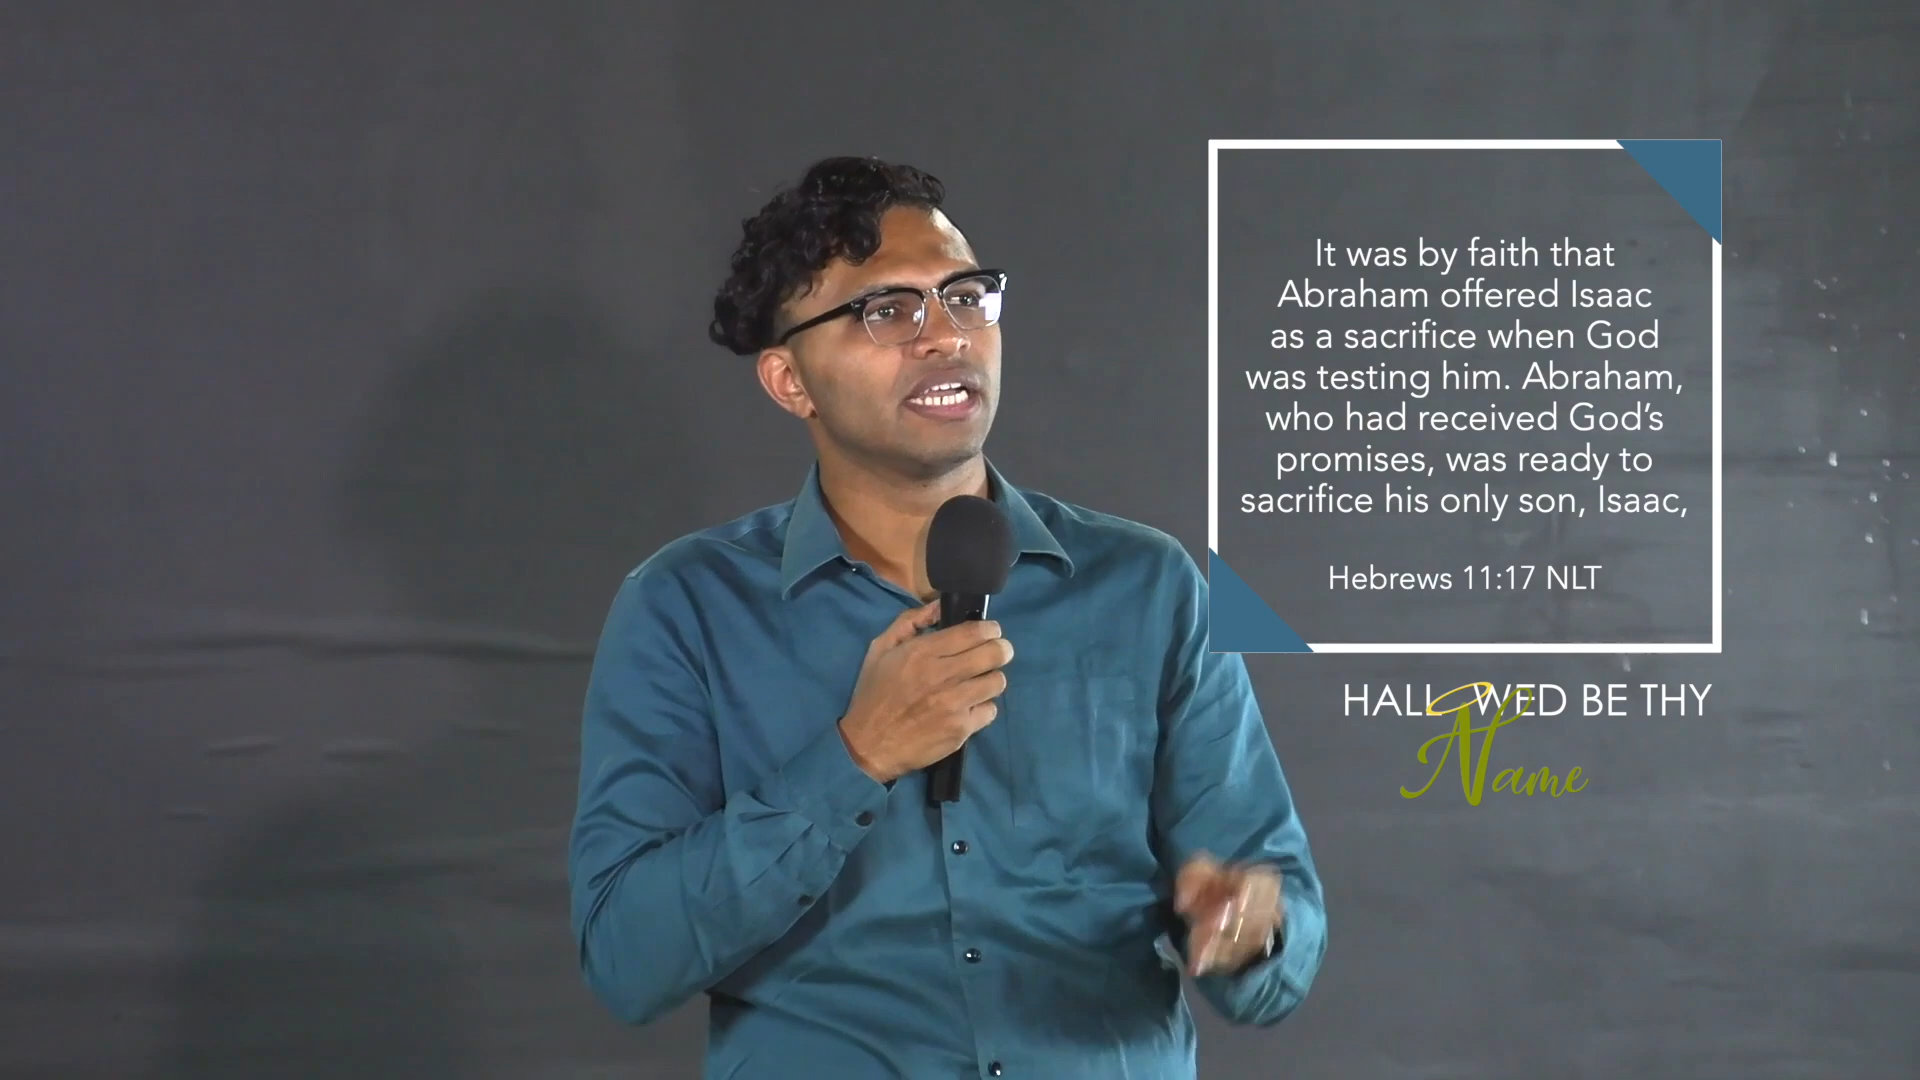 It was by faith that
Abraham offered Isaac
as a sacrifice when God
was testing him. Abraham,
who had received God's
promises, was ready to
sacrifice his only son, Isaac,
Hebrews 11:17 NLT
HALLOWED BE THY
Name